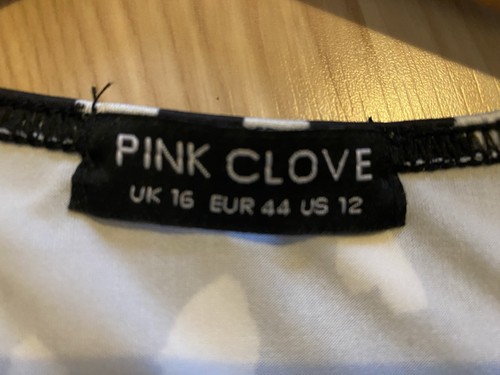 PINK CLOVE
UK 16 EUR 44 US 12